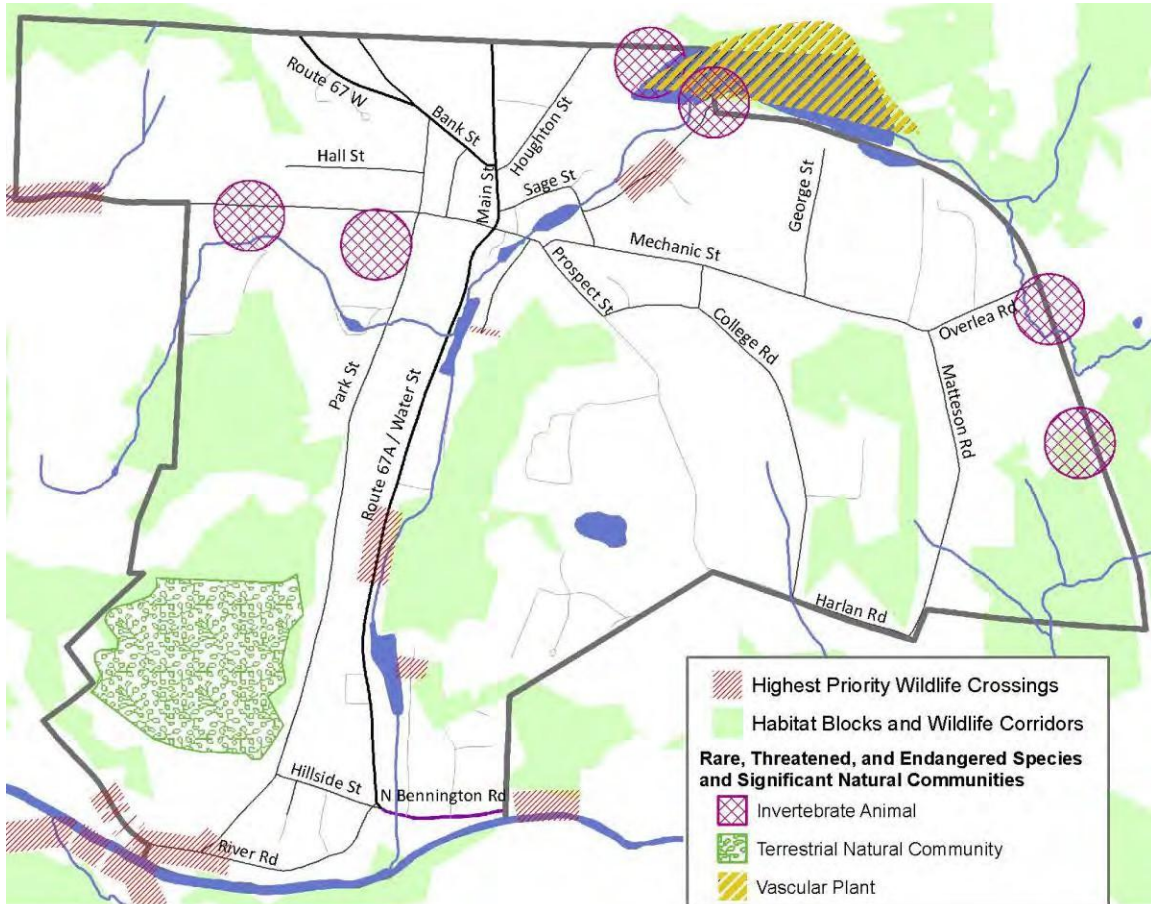 Route 67 W
Bank St
Houghton St
Hall St
Main St
Sage St
George St
Mechanic St
Prospect St
College Rd
Overlea Rd
Matteson Rd
Park St
Route 67A / Water St
Harlan Rd
Hillside St
N Bennington Rd
River Rd
Highest Priority Wildlife Crossings
Habitat Blocks and Wildlife Corridors
Rare, Threatened, and Endangered Species
and Significant Natural Communities
Invertebrate Animal
Terrestrial Natural Community
Vascular Plant